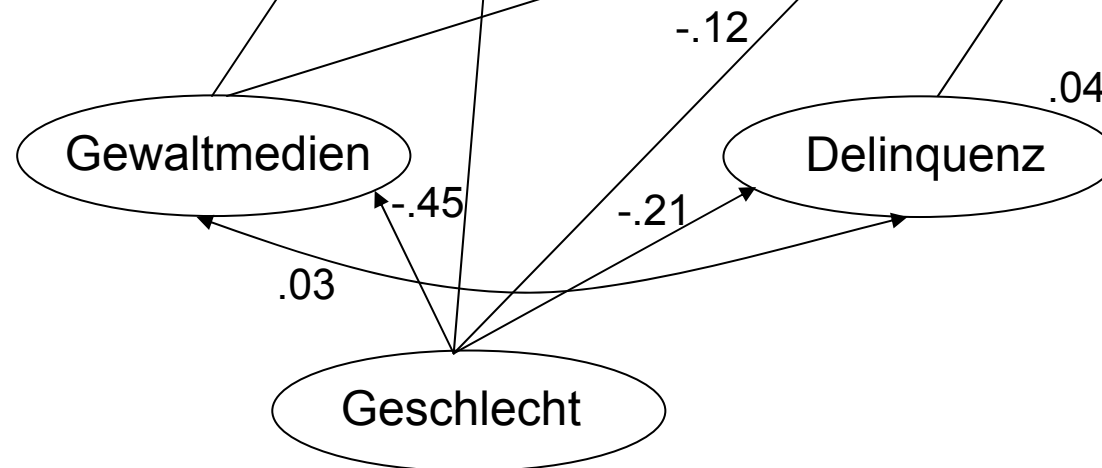 -.12
.04
Gewaltmedien
Delinquenz
-.45
-.21
.03
Geschlecht